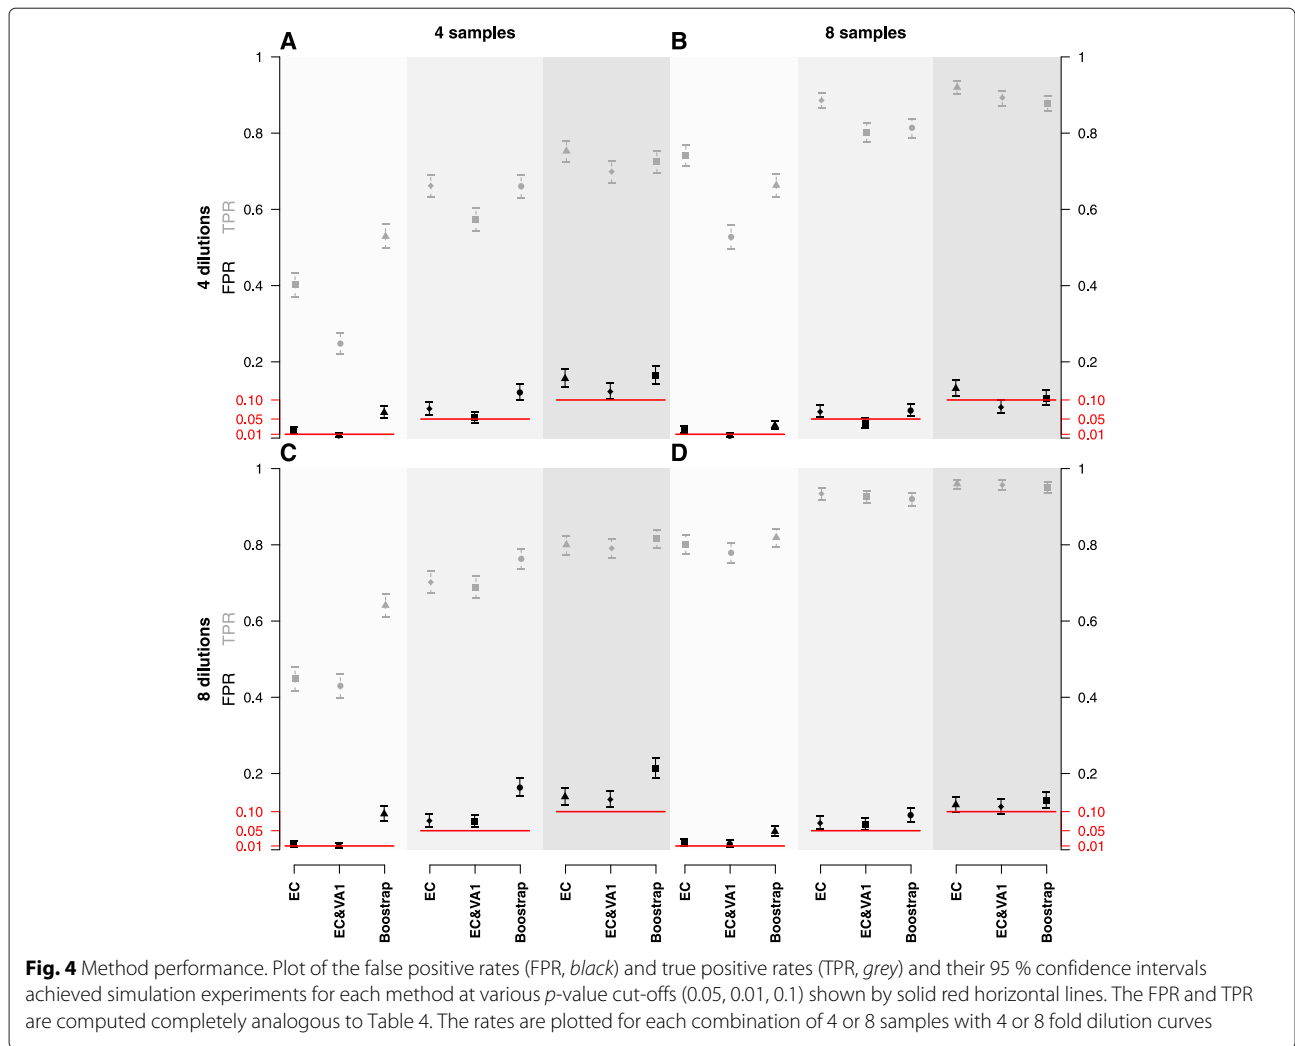 4 samples
8 samples
A
B
1
0.8
0.6
0.4
0.2
0.10
0.05
0.01
4 dilutions
FPR TPR
1
0.8
0.6
0.4
0.2
0.10
0.05
0.01
C
D
1
0.8
0.6
0.4
0.2
0.10
0.05
0.01
8 dilutions
FPR TPR
1
0.8
0.6
0.4
0.2
0.10
0.05
0.01
EC
EC&VA1
Boostrap
EC
EC&VA1
Boostrap
EC
EC&VA1
Boostrap
EC
EC&VA1
Boostrap
EC
EC&VA1
Boostrap
EC
EC&VA1
Boostrap
Fig. 4 Method performance. Plot of the false positive rates (FPR, black) and true positive rates (TPR, grey) and their 95 % confidence intervals
achieved simulation experiments for each method at various p-value cut-offs (0.05, 0.01, 0.1) shown by solid red horizontal lines. The FPR and TPR
are computed completely analogous to Table 4. The rates are plotted for each combination of 4 or 8 samples with 4 or 8 fold dilution curves